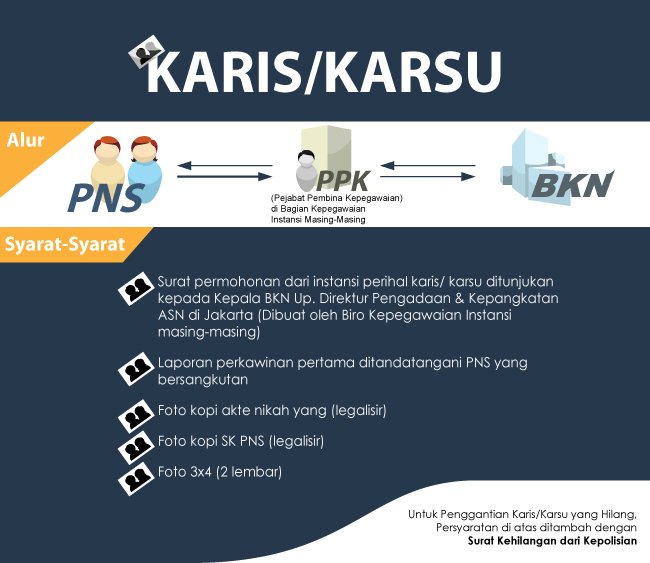 KARIS/KARSU
Alur
PNS
PPK
(Pejabat Pembina Kepegawaian)
di Bagian Kepegawaian
Instansi Masing-Masing
BKN
Syarat-Syarat
Surat permohonan dari instansi perihal karis/ karsu ditunjukan
kepada Kepala BKN Up. Direktur Pengadaan & Kepangkatan
ASN di Jakarta (Dibuat oleh Biro Kepegawaian Instansi
masing-masing)
Laporan perkawinan pertama ditandatangani PNS yang
bersangkutan
Foto kopi akte nikah yang (legalisir)
Foto kopi SK PNS (legalisir)
Foto 3x4 (2 lembar)
Untuk Penggantian Karis/Karsu yang Hilang,
Persyaratan di atas ditambah dengan
Surat Kehilangan dari Kepolisian